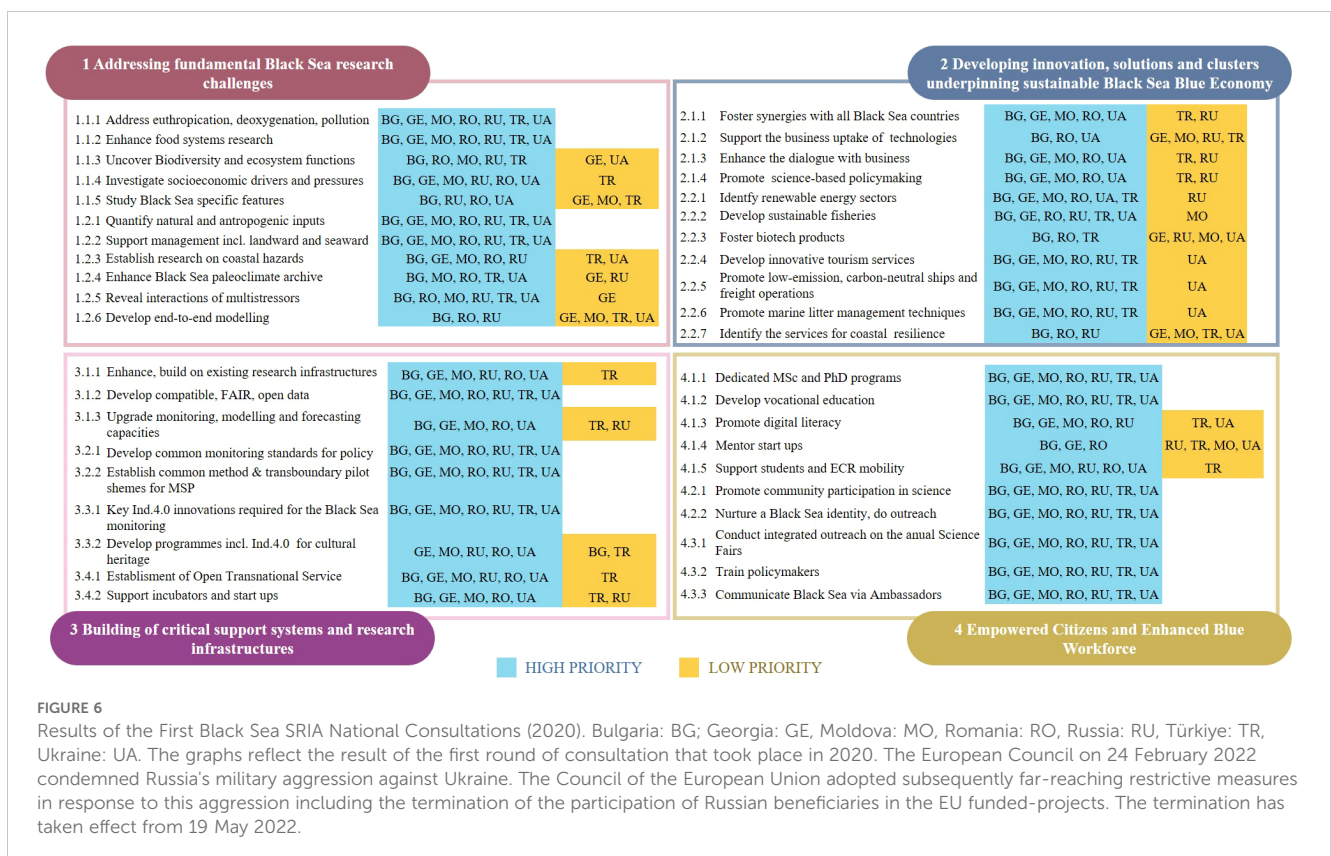 1 Addressing fundamental Black Sea research
challenges
1.1.1 Address euthropication, deoxygenation, pollution BG, GE, MO, RO, RU, TR, UA
1.1.2 Enhance food systems research BG, GE, MO, RO, RU, TR, UA
1.1.3 Uncover Biodiversity and ecosystem functions BG, RO, MO, RU, TR GE, UA
1.1.4 Investigate socioeconomic drivers and pressures BG, GE, MO, RU, RO, UA TR
1.1.5 Study Black Sea specific features BG, RU, RO, UA GE, MO, TR
1.2.1 Quantify natural and antropogenic inputs BG, GE, MO, RO, RU, TR, UA
1.2.2 Support management incl. landward and seaward BG, GE, MO, RO, RU, TR, UA
1.2.3 Establish research on coastal hazards BG, GE, MO, RO, RU TR, UA
1.2.4 Enhance Black Sea paleoclimate archive BG, MO, RO, TR, UA GE, RU
1.2.5 Reveal interactions of multistressors BG, RO, MO, RU, TR, UA GE
1.2.6 Develop end-to-end modelling BG, RO, RU GE, MO, TR, UA
2 Developing innovation, solutions and clusters
underpinning sustainable Black Sea Blue Economy
2.1.1 Foster synergies with all Black Sea countries BG, GE, MO, RO, UA TR, RU
2.1.2 Support the business uptake of technologies BG, RO, UA GE, MO, RU, TR
2.1.3 Enhance the dialogue with business BG, GE, MO, RO, UA TR, RU
2.1.4 Promote science-based policymaking BG, GE, MO, RO, UA TR, RU
2.2.1 Identfy renewable energy sectors BG, GE, MO, RO, UA, TR RU
2.2.2 Develop sustainable fisheries BG, GE, RO, RU, TR, UA MO
2.2.3 Foster biotech products BG, RO, TR GE, RU, MO, UA
2.2.4 Develop innovative tourism services BG, GE, MO, RO, RU, TR UA
2.2.5 Promote low-emission, carbon-neutral ships and
freight operations BG, GE, MO, RO, RU, TR UA
2.2.6 Promote marine litter management techniques BG, GE, MO, RO, RU, TR UA
2.2.7 Identify the services for coastal resilience BG, RO, RU GE, MO, TR, UA
3.1.1 Enhance, build on existing research infrastructures BG, GE, MO, RU, RO, UA TR
3.1.2 Develop compatible, FAIR, open data BG, GE, MO, RO, RU, TR, UA
3.1.3 Upgrade monitoring, modelling and forecasting
capacities BG, GE, MO, RO, UA TR, RU
3.2.1 Develop common monitoring standards for policy BG, GE, MO, RO, RU, TR, UA
3.2.2 Establish common method & transboundary pilot BG, GE, MO, RO, RU, TR, UA
shemes for MSP
3.3.1 Key Ind.4.0 innovations required for the Black Sea BG, GE, MO, RO, RU, TR, UA
monitoring
3.3.2 Develop programmes incl. Ind.4.0 for cultural
heritage GE, MO, RU, RO, UA BG, TR
3.4.1 Establisment of Open Transnational Service BG, GE, MO, RU, RO, UA TR
3.4.2 Support incubators and start ups BG, GE, MO, RO, UA TR, RU
3 Building of critical support systems and research
infrastructures
4.1.1 Dedicated MSc and PhD programs BG, GE, MO, RO, RU, TR, UA
4.1.2 Develop vocational education BG, GE, MO, RO, RU, TR, UA
4.1.3 Promote digital literacy BG, GE, MO, RO, RU TR, UA
4.1.4 Mentor start ups BG, GE, RO RU, TR, MO, UA
4.1.5 Support students and ECR mobility BG, GE, MO, RU, RO, UA TR
4.2.1 Promote community participation in science BG, GE, MO, RO, RU, TR, UA
4.2.2 Nurture a Black Sea identity, do outreach BG, GE, MO, RO, RU, TR, UA
4.3.1 Conduct integrated outreach on the anual Science
Fairs BG, GE, MO, RO, RU, TR, UA
4.3.2 Train policymakers BG, GE, MO, RO, RU, TR, UA
4.3.3 Communicate Black Sea via Ambassadors BG, GE, MO, RO, RU, TR, UA
4 Empowered Citizens and Enhanced Blue
Workforce
HIGH PRIORITY LOW PRIORITY
FIGURE 6
Results of the First Black Sea SRIA National Consultations (2020). Bulgaria: BG; Georgia: GE, Moldova: MO, Romania: RO, Russia: RU, Türkiye: TR,
Ukraine: UA. The graphs reflect the result of the first round of consultation that took place in 2020. The European Council on 24 February 2022
condemned Russia's military aggression against Ukraine. The Council of the European Union adopted subsequently far-reaching restrictive measures
in response to this aggression including the termination of the participation of Russian beneficiaries in the EU funded-projects. The termination has
taken effect from 19 May 2022.